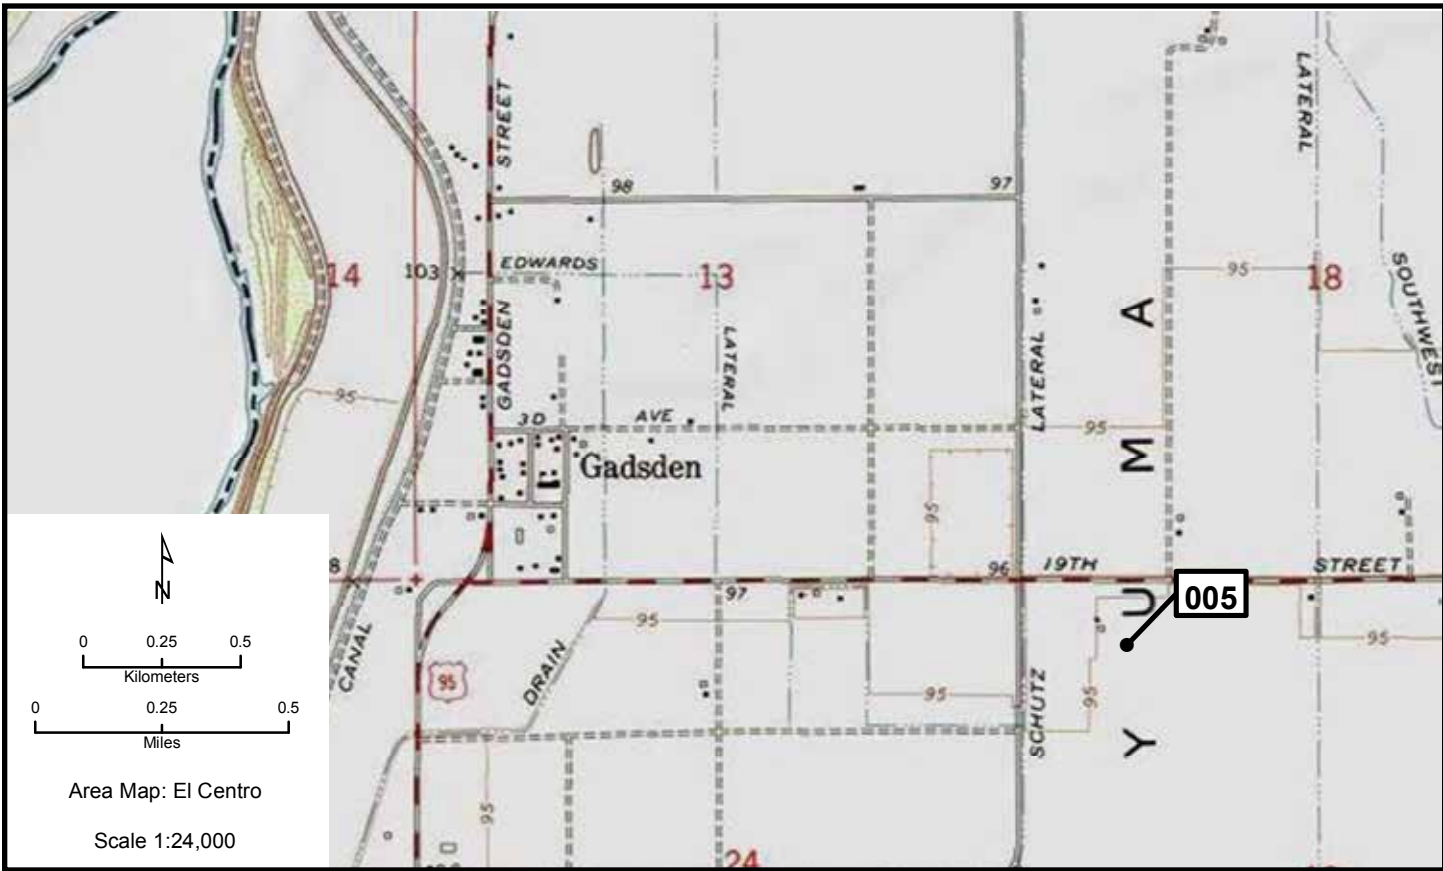 STREET
LATERAL
98
97
SOUTHWEST
14
103
EDWARDS
13
95
18
GADSDEN
LATERAL
LATERAL
A
95
3D AVE
95
M
Gadsden
95
96
19TH STREET
8
97
U
005
95
95
CANAL
DRAIN
95
95
95
SCHUTZ
Y
95
24
N
0 0.25 0.5
Kilometers
0 0.25 0.5
Miles
Area Map: El Centro
Scale 1:24,000